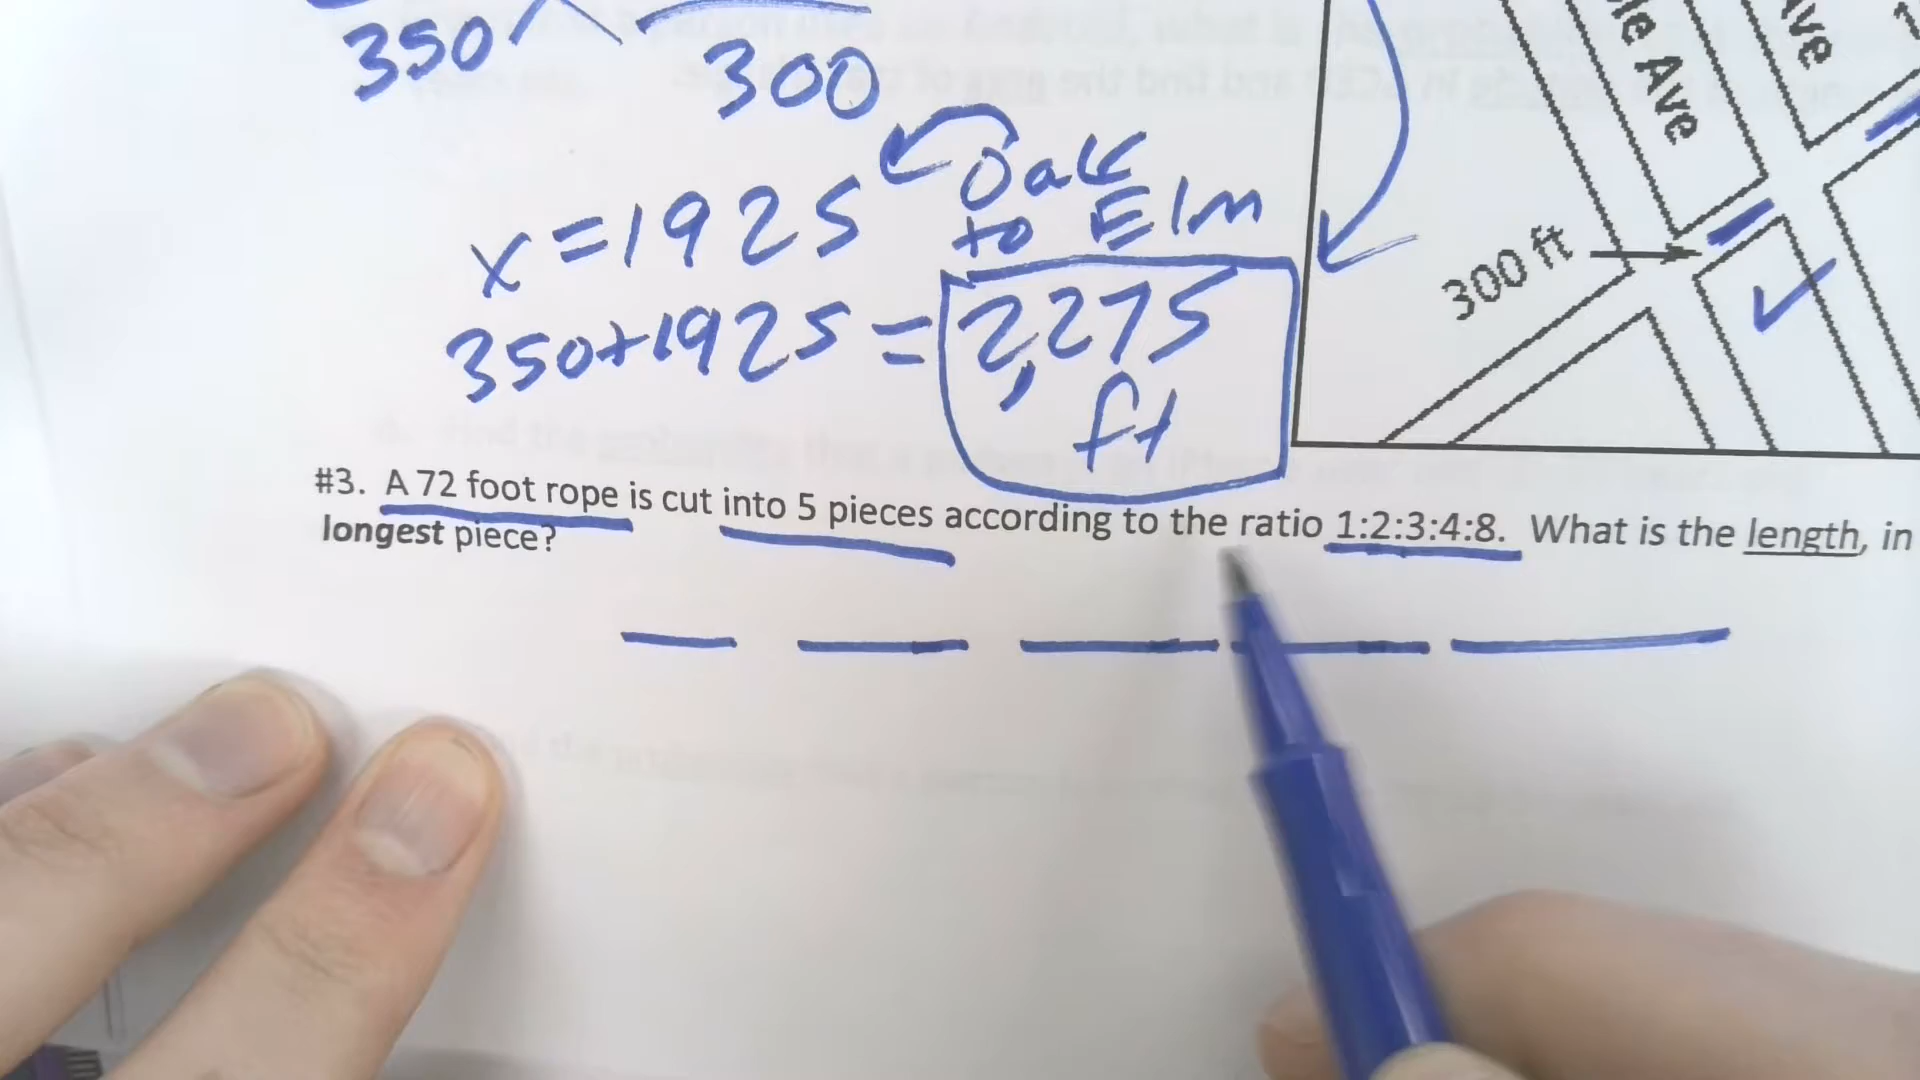 350
300
x=1925
Oak
to Elm
350+1925 = 2,275
ft
Ave
Ave
300 ft
#3. A 72 foot rope is cut into 5 pieces according to the ratio 1:2:3:4:8. What is the length, in
longest piece?